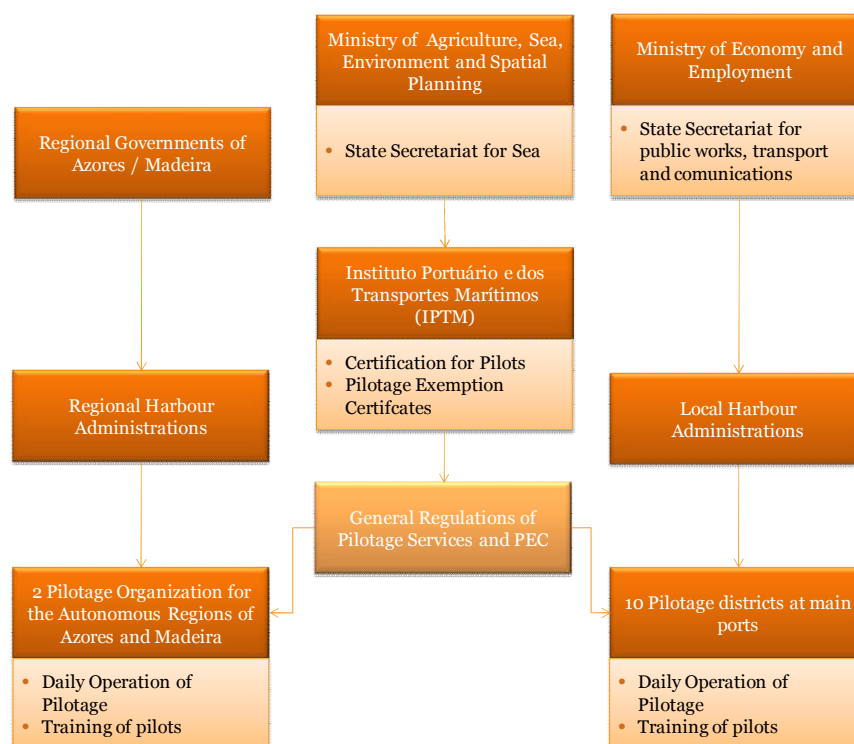 Ministry of Agriculture, Sea,
Environment and Spatial
Planning
• State Secretariat for Sea
Ministry of Economy and
Employment
• State Secretariat for
public works, transport
and comunications
Regional Governments of
Azores / Madeira
Instituto Portuário e dos
Transportes Marítimos
(IPTM)
• Certification for Pilots
• Pilotage Exemption
Certifcates
Regional Harbour
Administrations
Local Harbour
Administrations
General Regulations of
Pilotage Services and PEC
2 Pilotage Organization for
the Autonomous Regions of
Azores and Madeira
• Daily Operation of
Pilotage
• Training of pilots
10 Pilotage districts at main
ports
• Daily Operation of
Pilotage
• Training of pilots